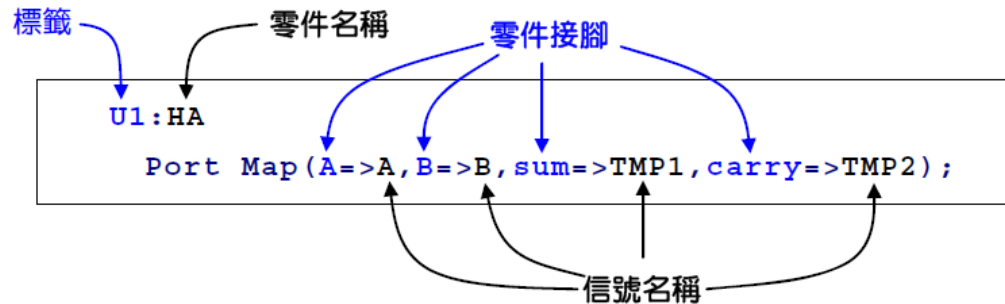 標籤 零件名稱 零件接腳
U1:HA
Port Map(A=>A,B=>B,sum=>TMP1,carry=>TMP2);
信號名稱